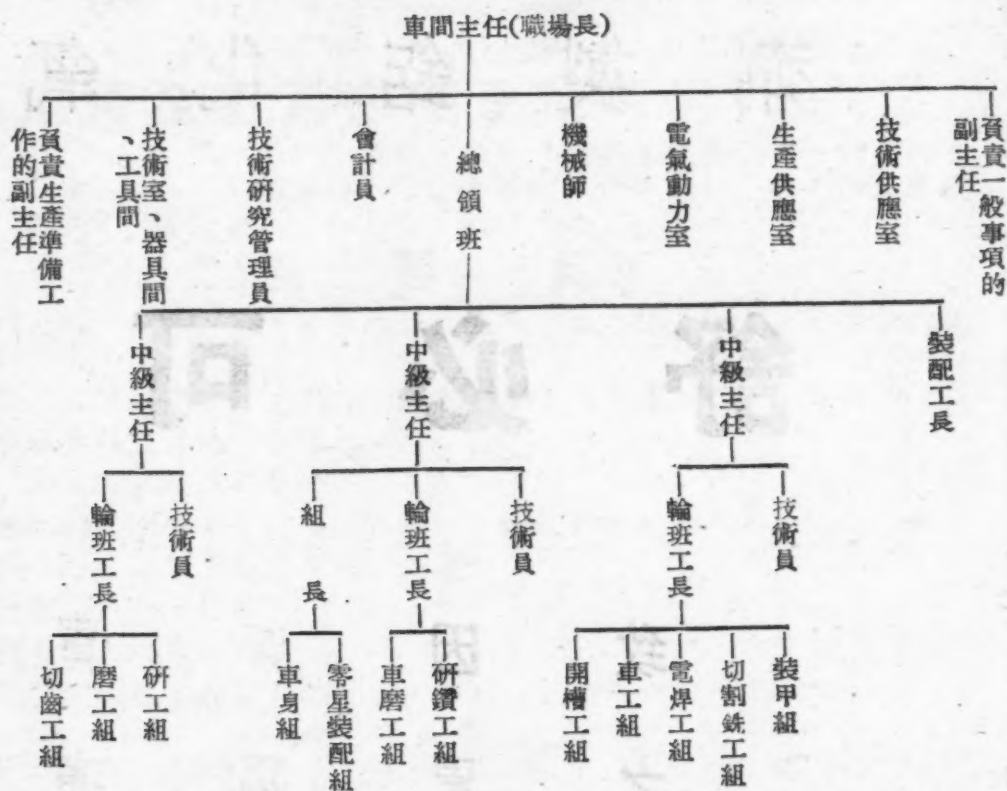 車間主任(職場長)
負責一般事項的
副主任
技術供應室
生產供應室
電氣動力室
機械師
總領班
會計員
技術研究管理員
技術室、器具間
、工具間
負責生產準備工
作的副主任
裝配工長
中級主任
中級主任
中級主任
技術員
輪班工長
技術員
輪班工長
組長
技術員
輪班工長
裝甲組
切割銑工組
電焊工組
車工組
開槽工組
研鑽工組
車磨工組
零星裝配組
車身組
研工組
磨工組
切齒工組